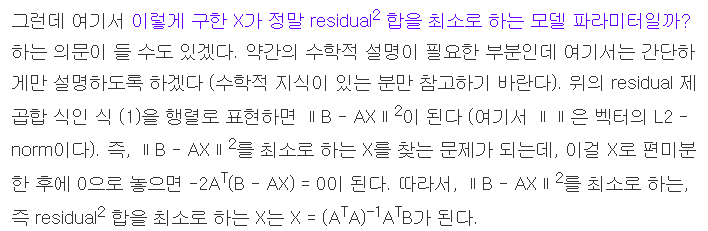 그런데 여기서 이렇게 구한 X가 정말 residual² 합을 최소로 하는 모델 파라미터일까?
하는 의문이 들 수도 있겠다. 약간의 수학적 설명이 필요한 부분인데 여기서는 간단하
게만 설명하도록 하겠다 (수학적 지식이 있는 분만 참고하기 바란다). 위의 residual 제
곱합 식인 식 (1)을 행렬로 표현하면 ∥B - AX∥²이 된다 (여기서 ∥ ∥은 벡터의 L2 -
norm이다). 즉, ∥B - AX∥²를 최소로 하는 X를 찾는 문제가 되는데, 이걸 X로 편미분
한 후에 0으로 놓으면 -2Aᵀ(B - AX) = 0이 된다. 따라서, ∥B - AX∥²를 최소로 하는,
즉 residual² 합을 최소로 하는 X는 X = (AᵀA)⁻¹AᵀB가 된다.